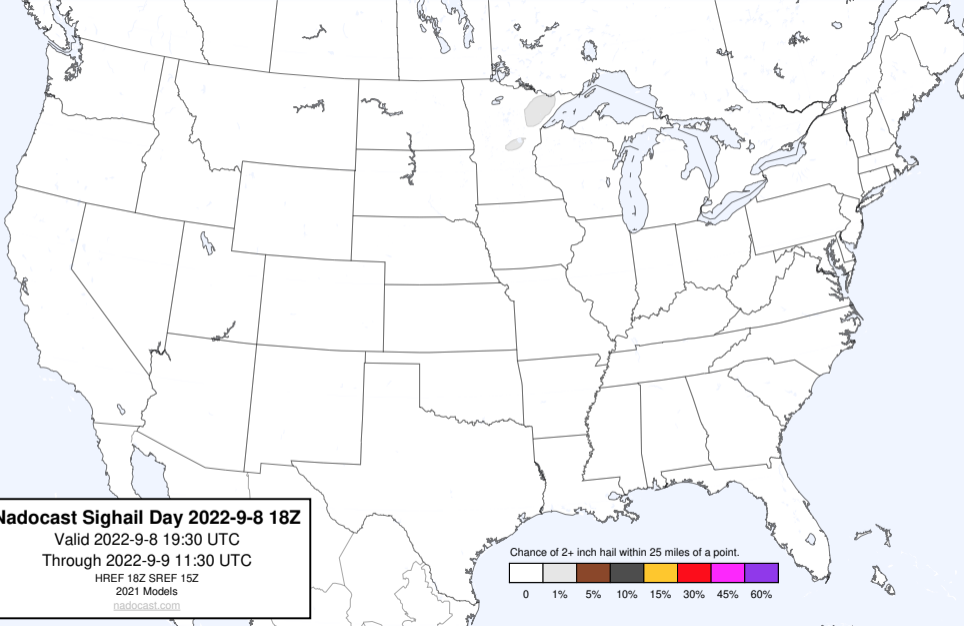 Nadocast Sighail Day 2022-9-8 18Z
Valid 2022-9-8 19:30 UTC
Through 2022-9-9 11:30 UTC
HREF 18Z SREF 15Z
2021 Models
nadocast.com
Chance of 2+ inch hail within 25 miles of a point.
0 1% 5% 10% 15% 30% 45% 60%